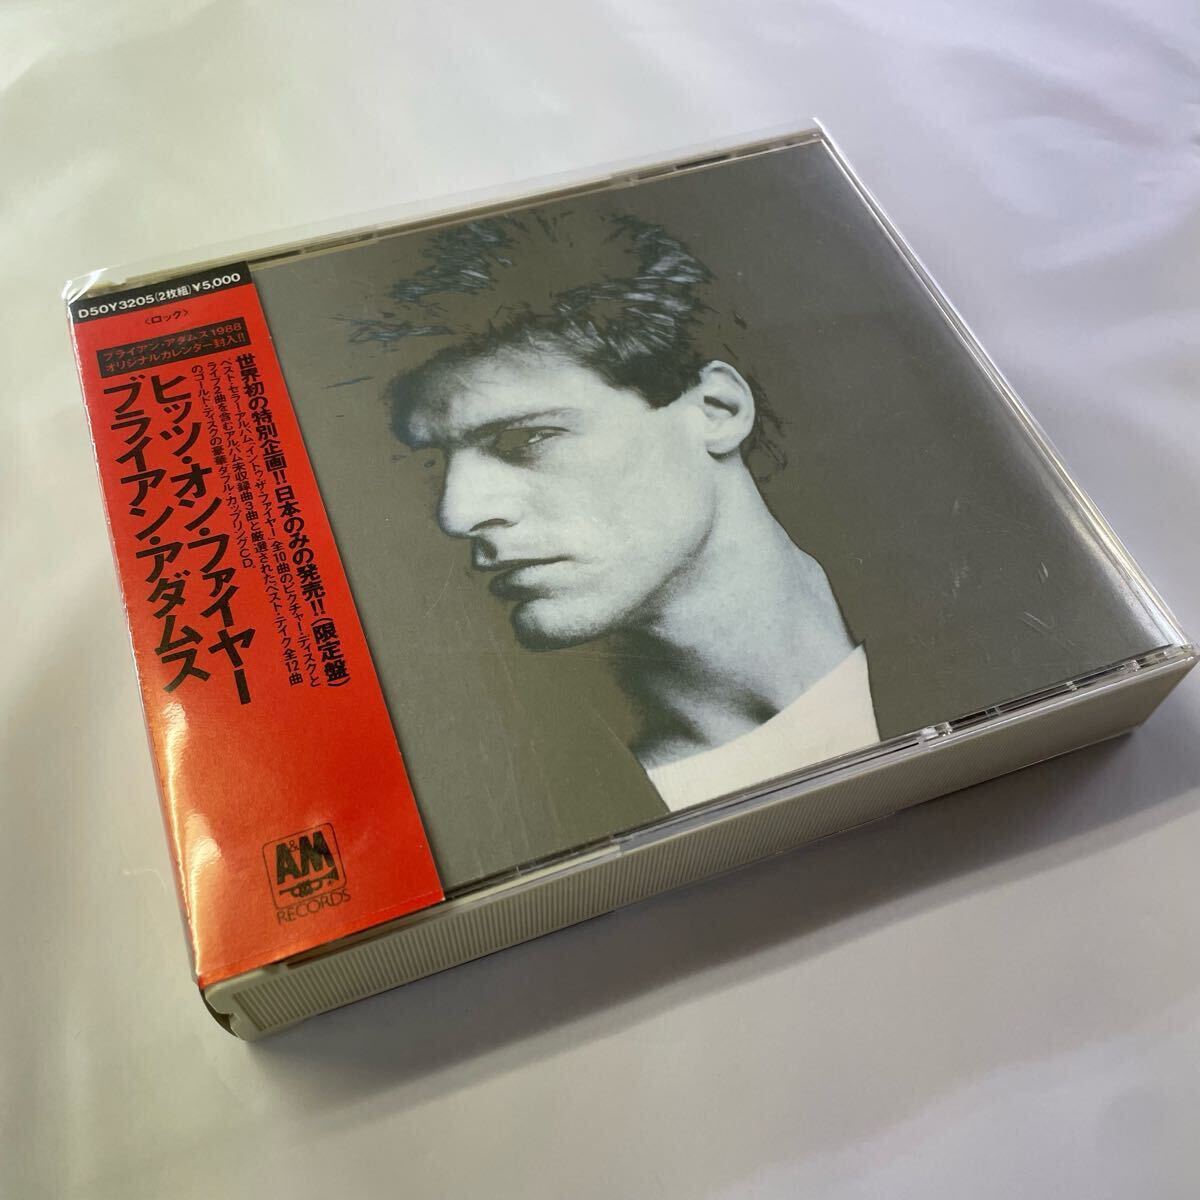 D50Y3205(2枚組)¥5,000
〈ロック〉
ブライアン・アダムス1988
オリジナルカレンダー封入!!
世界初の特別企画!!日本のみの発売!!(限定盤)
ベスト・セラーアルバム「イントゥ・ザ・ファイヤー」全10曲のピクチャー・ディスクと
ライブ2曲を含むアルバム未収録曲3曲と厳選されたベスト・テイク全12曲
のゴールド・ディスクの豪華ダブル・カップリングCD。
ヒッツ・オン・ファイヤー
ブライアン・アダムス
A&M
RECORDS